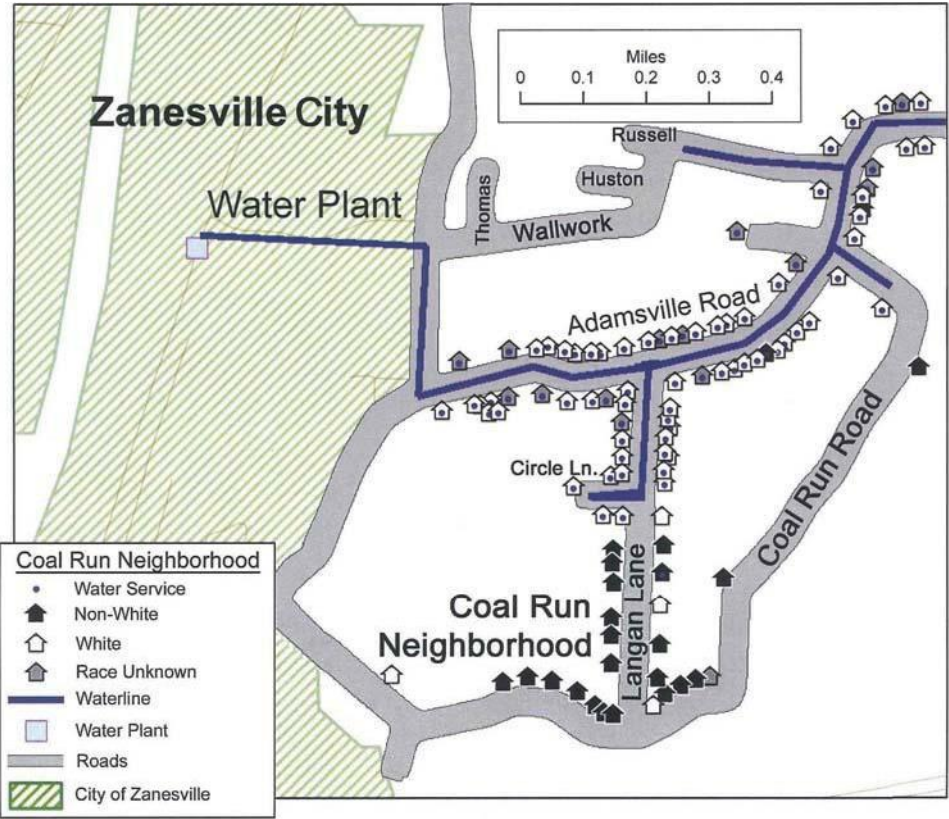 Zanesville City
Miles
0 0.1 0.2 0.3 0.4
Russell
Huston
Thomas
Wallwork
Water Plant
Adamsville Road
Circle Ln.
Coal Run Road
Langan Lane
Coal Run
Neighborhood
Coal Run Neighborhood
Water Service
Non-White
White
Race Unknown
Waterline
Water Plant
Roads
City of Zanesville